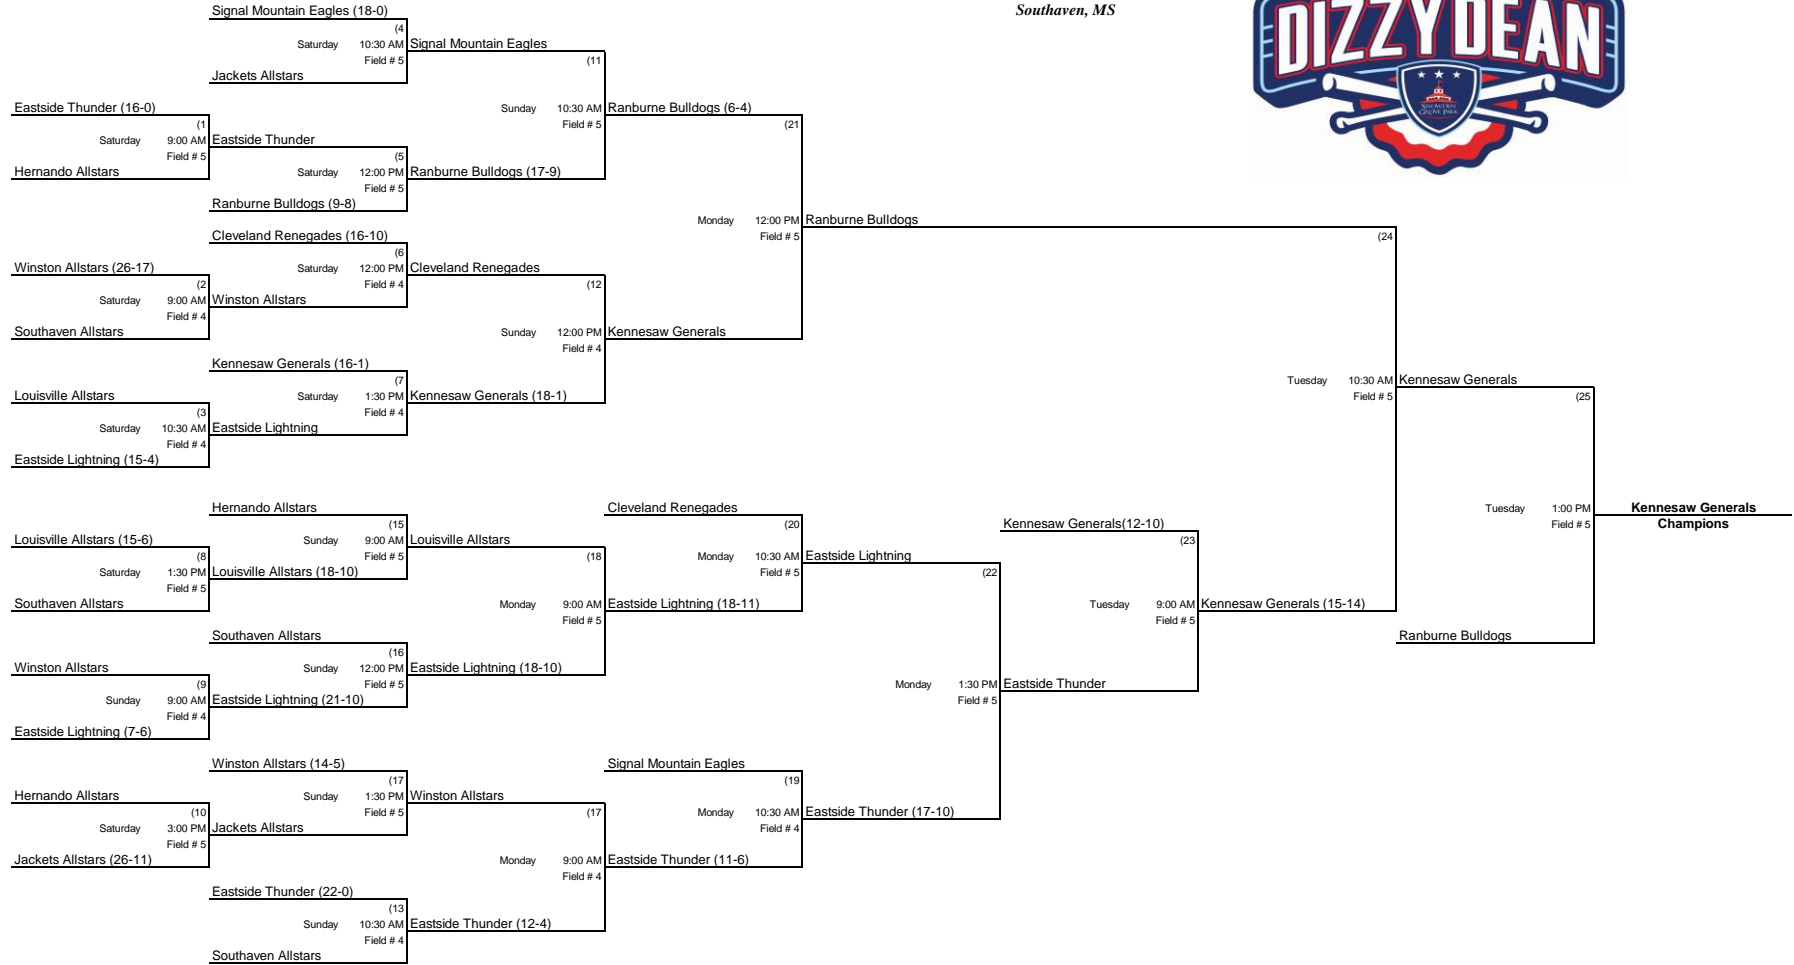 Signal Mountain Eagles (18-0)
Southaven, MS
DIZZY DEAN
SNOWDEN
GROVE PARK
(4
Saturday 10:30 AM Signal Mountain Eagles
Field # 5 (11
Jackets Allstars
Eastside Thunder (16-0) Sunday 10:30 AM Ranburne Bulldogs (6-4)
(1 Field # 5 (21
Saturday 9:00 AM Eastside Thunder
Field # 5 (5
Hernando Allstars Saturday 12:00 PM Ranburne Bulldogs (17-9)
Field # 5
Ranburne Bulldogs (9-8)
Monday 12:00 PM Ranburne Bulldogs
Cleveland Renegades (16-10) Field # 5 (24
(6
Winston Allstars (26-17) Saturday 12:00 PM Cleveland Renegades
(2 Field # 4 (12
Saturday 9:00 AM Winston Allstars
Field # 4
Southaven Allstars Sunday 12:00 PM Kennesaw Generals
Field # 4
Kennesaw Generals (16-1)
(7 Tuesday 10:30 AM Kennesaw Generals
Louisville Allstars Saturday 1:30 PM Kennesaw Generals (18-1) Field # 5 (25
(3 Field # 4
Saturday 10:30 AM Eastside Lightning
Field # 4
Eastside Lightning (15-4)
Hernando Allstars Cleveland Renegades Tuesday 1:00 PM Kennesaw Generals
(15 (20 Kennesaw Generals(12-10) Field # 5 Champions
Louisville Allstars (15-6) Sunday 9:00 AM Louisville Allstars (23
(8 Field # 5 (18 Monday 10:30 AM Eastside Lightning
Saturday 1:30 PM Louisville Allstars (18-10) Field # 5 (22
Field # 5
Southaven Allstars Monday 9:00 AM Eastside Lightning (18-11) Tuesday 9:00 AM Kennesaw Generals (15-14)
Field # 5 Field # 5
Southaven Allstars Ranburne Bulldogs
(16
Winston Allstars Sunday 12:00 PM Eastside Lightning (18-10)
(9 Field # 5 Monday 1:30 PM Eastside Thunder
Sunday 9:00 AM Eastside Lightning (21-10) Field # 5
Field # 4
Eastside Lightning (7-6)
Winston Allstars (14-5) Signal Mountain Eagles
(17 (19
Hernando Allstars Sunday 1:30 PM Winston Allstars
(10 Field # 5 (17 Monday 10:30 AM Eastside Thunder (17-10)
Saturday 3:00 PM Jackets Allstars Field # 4
Field # 5
Jackets Allstars (26-11) Monday 9:00 AM Eastside Thunder (11-6)
Field # 4
Eastside Thunder (22-0)
(13
Sunday 10:30 AM Eastside Thunder (12-4)
Field # 4
Southaven Allstars